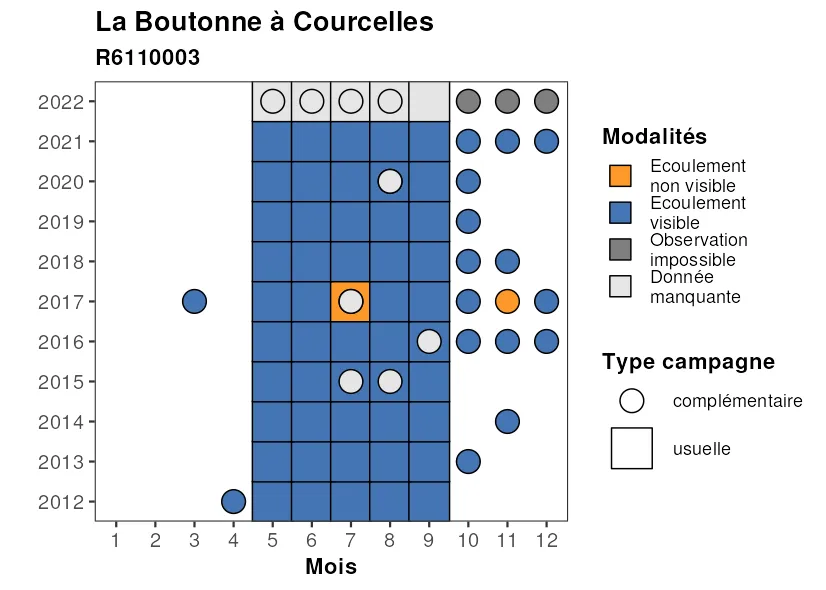 La Boutonne à Courcelles
R6110003
2022
2021
2020
2019
2018
2017
2016
2015
2014
2013
2012
1 2 3 4 5 6 7 8 9 10 11 12
Mois
Modalités
Ecoulement
non visible
Ecoulement
visible
Observation
impossible
Donnée
manquante
Type campagne
complémentaire
usuelle